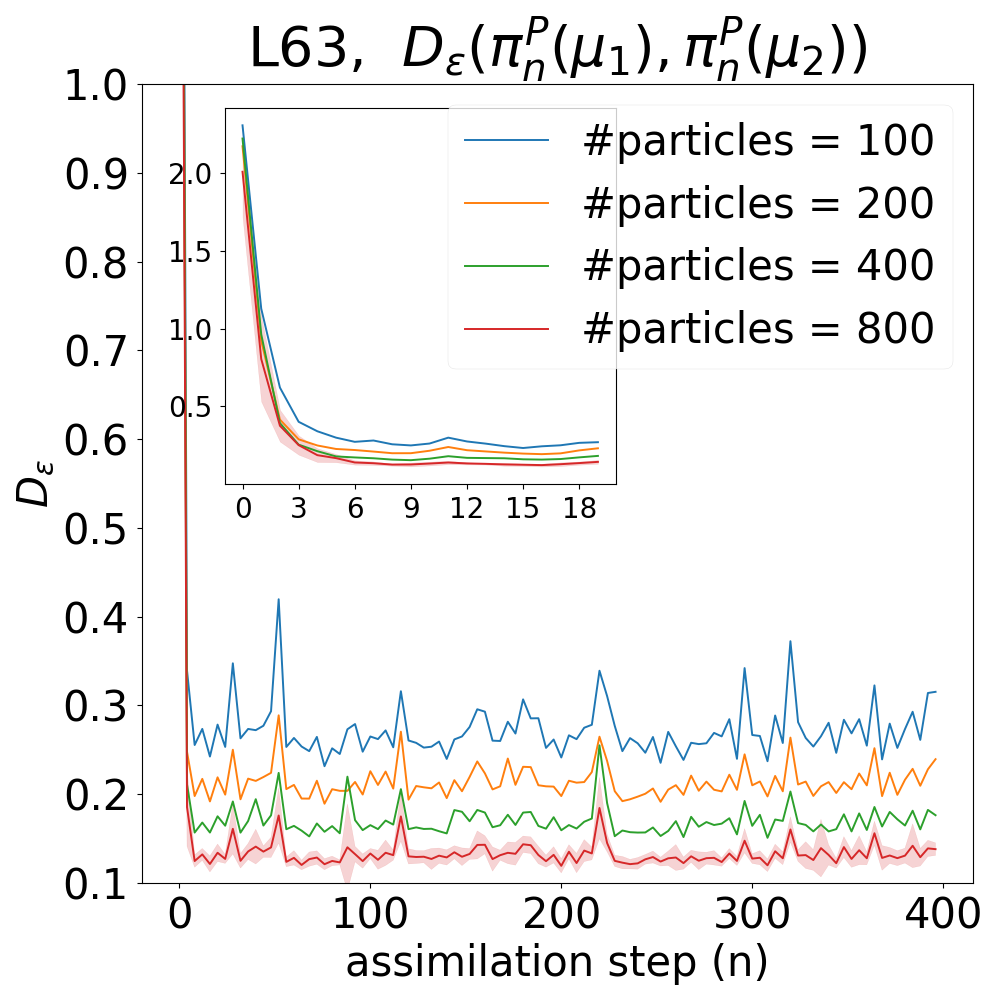 L63, Dε(πₙᴾ(μ₁), πₙᴾ(μ₂))
1.0
0.9
0.8
0.7
0.6
0.5
0.4
0.3
0.2
0.1
Dε
2.0
1.5
1.0
0.5
0 3 6 9 12 15 18
#particles = 100
#particles = 200
#particles = 400
#particles = 800
0 100 200 300 400
assimilation step (n)